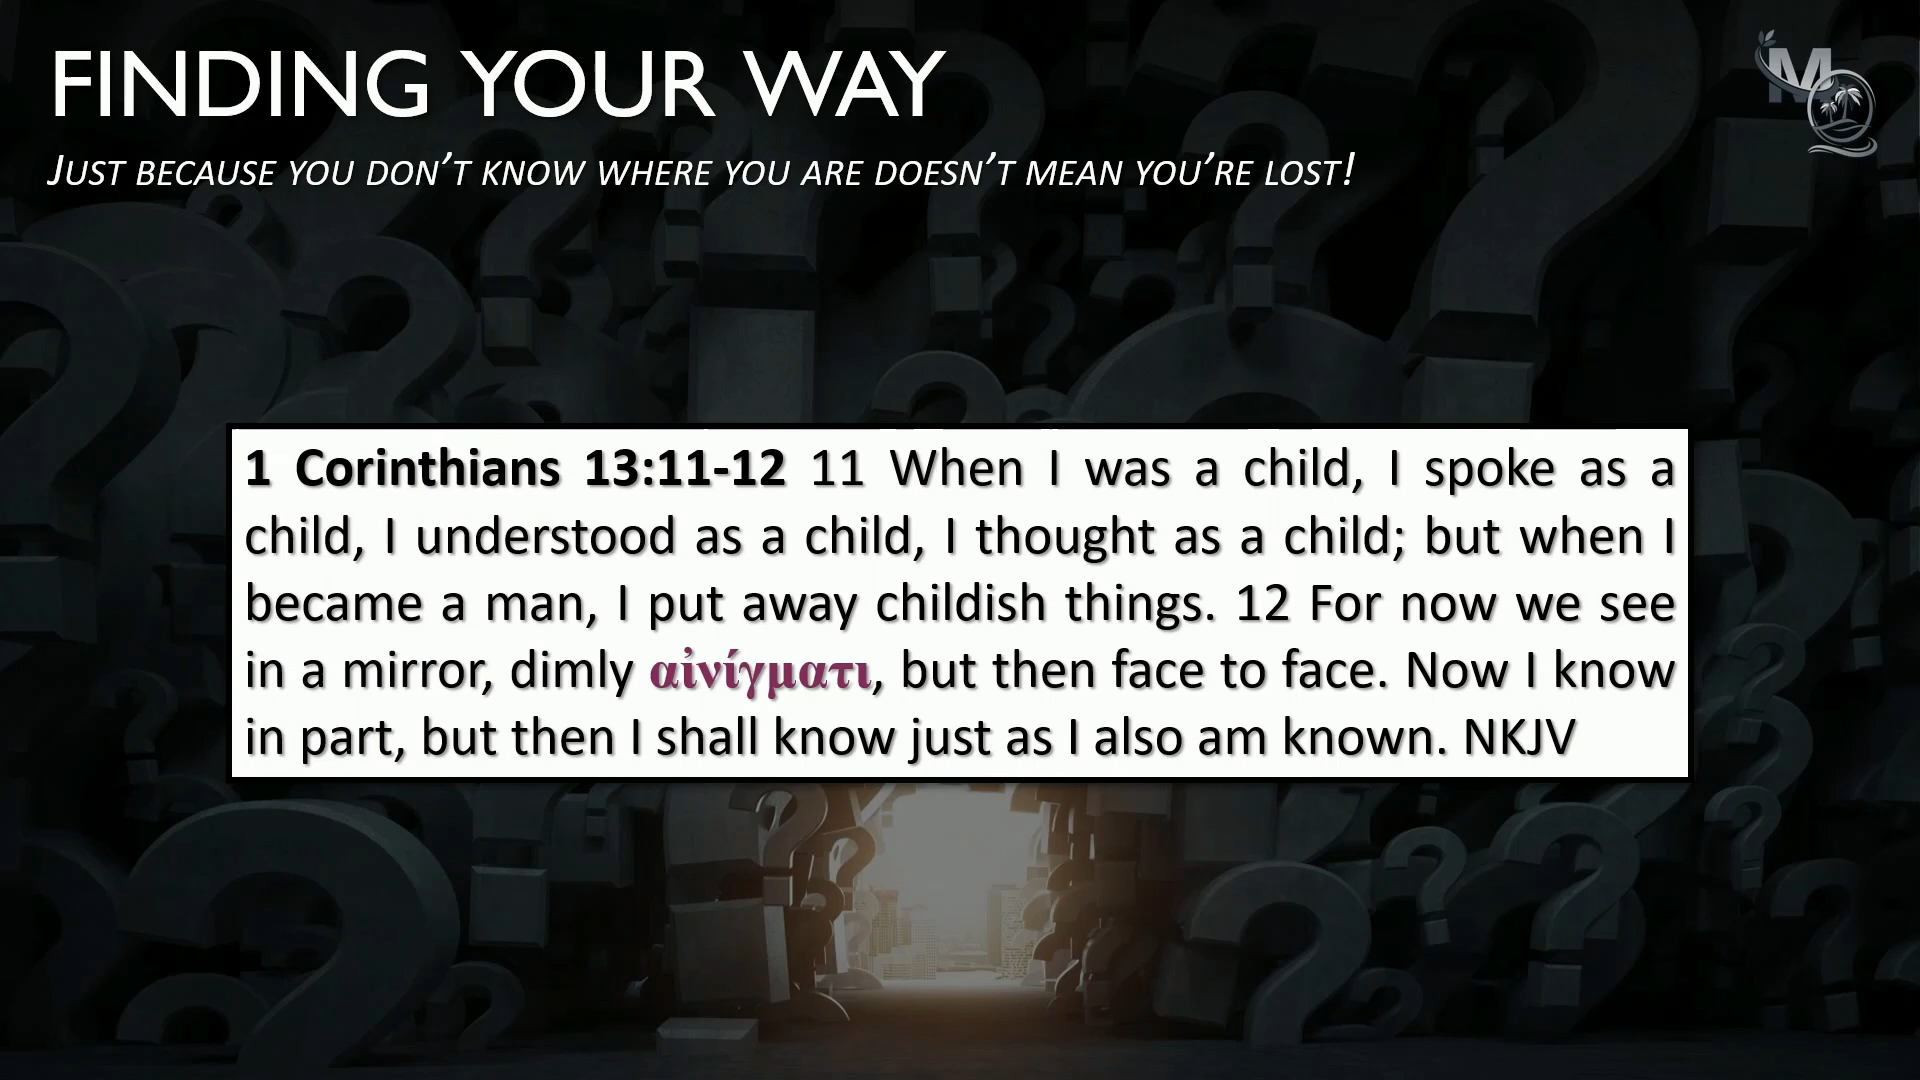 FINDING YOUR WAY
JUST BECAUSE YOU DON'T KNOW WHERE YOU ARE DOESN'T MEAN YOU'RE LOST!
M
1 Corinthians 13:11-12 11 When I was a child, I spoke as a
child, I understood as a child, I thought as a child; but when I
became a man, I put away childish things. 12 For now we see
in a mirror, dimly αἰνίγματι, but then face to face. Now I know
in part, but then I shall know just as I also am known. NKJV